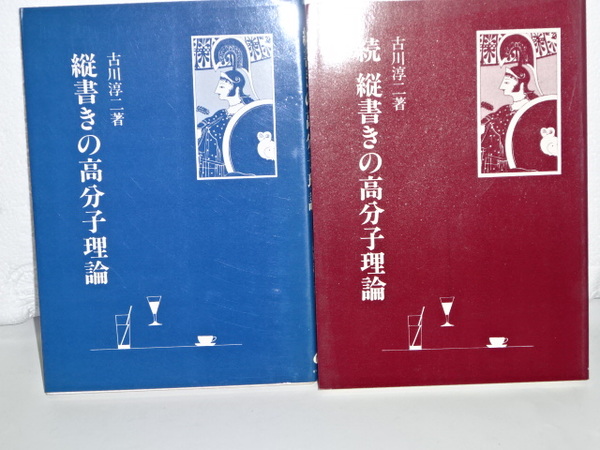 古川淳二著
縦書きの高分子理論
古川淳二著
続 縦書きの高分子理論